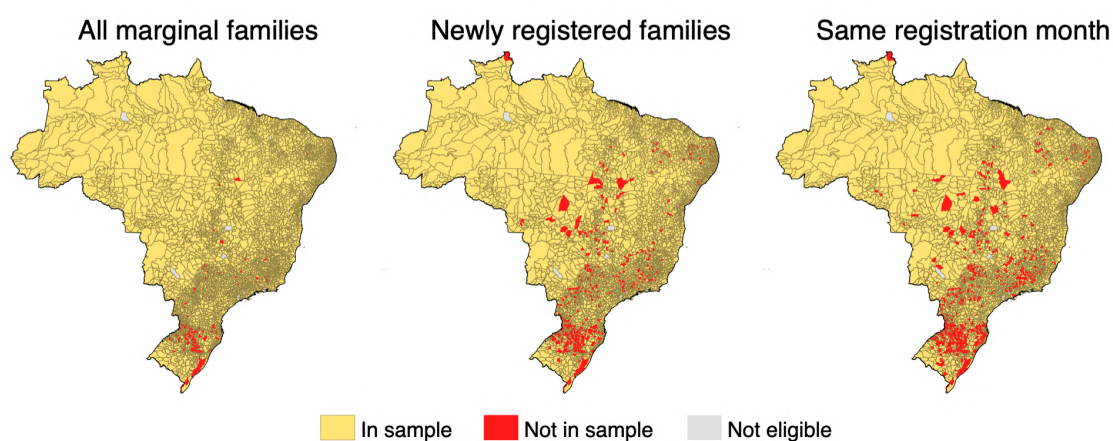 All marginal families
Newly registered families
Same registration month
In sample
Not in sample
Not eligible